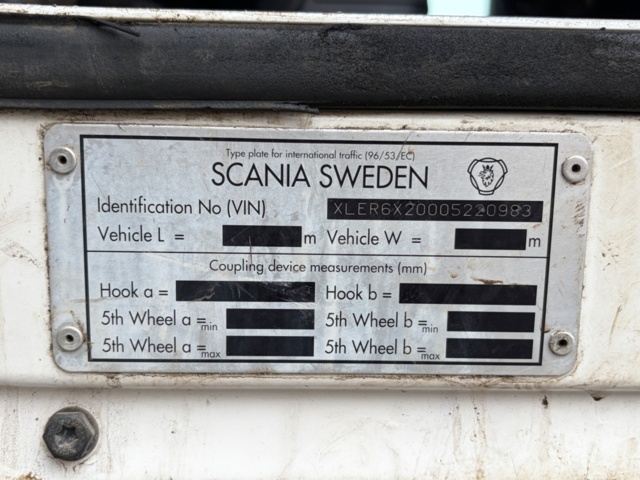 Type plate for international traffic (96/53/EC)
SCANIA SWEDEN
Identification No (VIN) XLER6X20005220983
Vehicle L = m Vehicle W = m
Coupling device measurements (mm)
Hook a = Hook b =
5th Wheel a = min 5th Wheel b = min
5th Wheel a = max 5th Wheel b = max